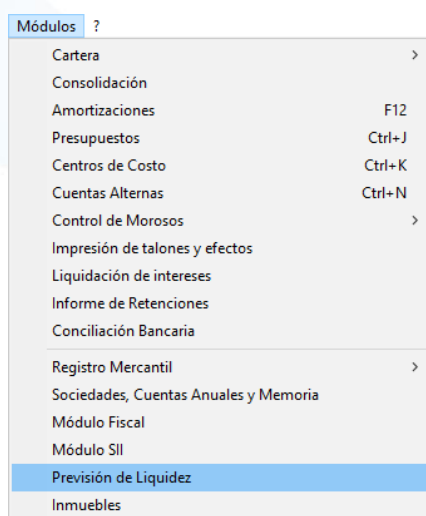 Módulos ?
Cartera >
Consolidación
Amortizaciones F12
Presupuestos Ctrl+J
Centros de Costo Ctrl+K
Cuentas Alternas Ctrl+N
Control de Morosos >
Impresión de talones y efectos
Liquidación de intereses
Informe de Retenciones
Conciliación Bancaria
Registro Mercantil >
Sociedades, Cuentas Anuales y Memoria
Módulo Fiscal
Módulo SII
Previsión de Liquidez
Inmuebles